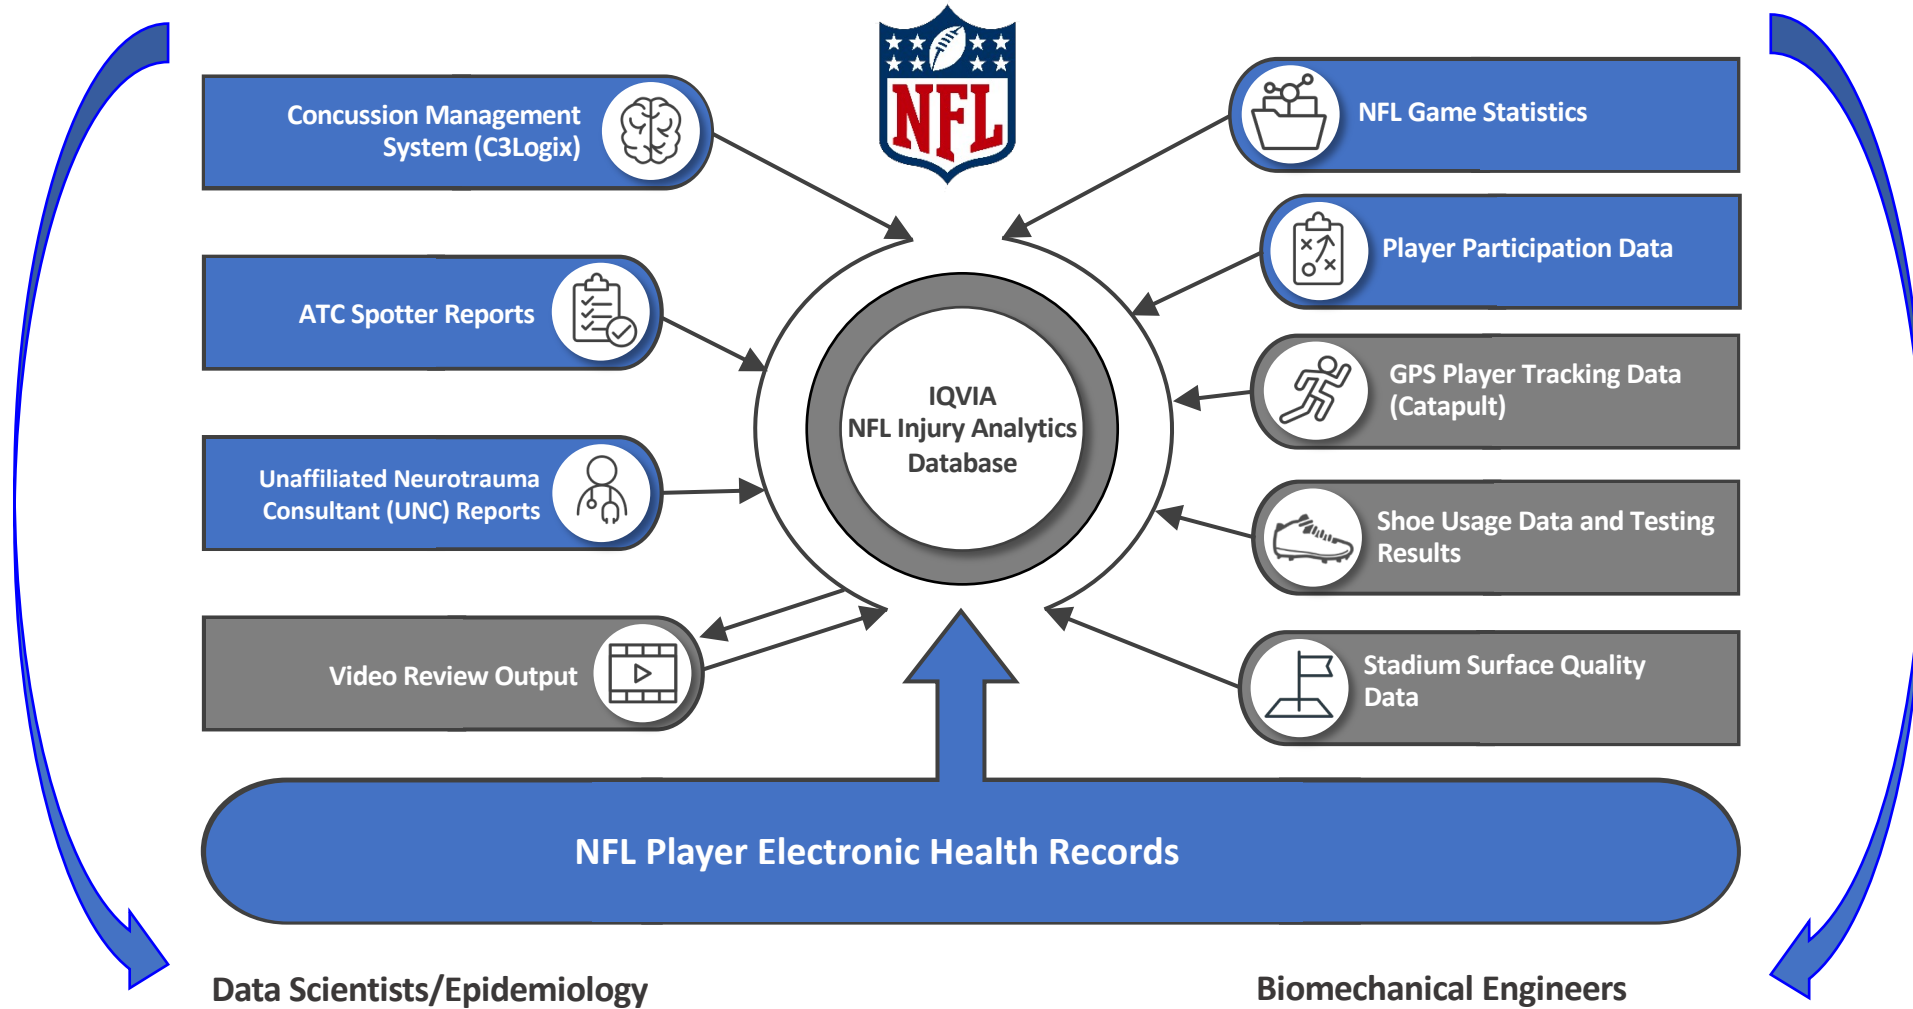 NFL
Concussion Management
System (C3Logix)
ATC Spotter Reports
Unaffiliated Neurotrauma
Consultant (UNC) Reports
Video Review Output
IQVIA
NFL Injury Analytics
Database
NFL Game Statistics
Player Participation Data
GPS Player Tracking Data
(Catapult)
Shoe Usage Data and Testing
Results
Stadium Surface Quality
Data
NFL Player Electronic Health Records
Data Scientists/Epidemiology
Biomechanical Engineers